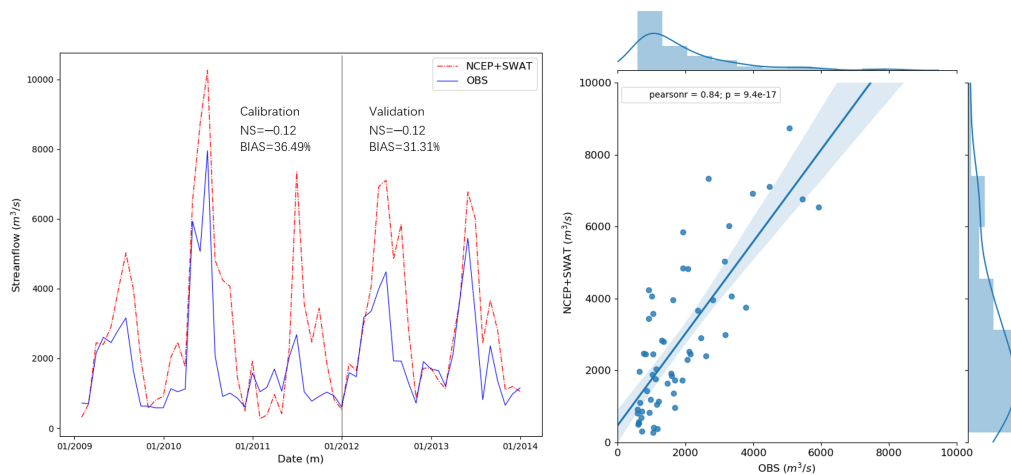 NCEP+SWAT
OBS
Calibration
NS=−0.12
BIAS=36.49%
Validation
NS=−0.12
BIAS=31.31%
10000
8000
6000
4000
2000
0
Streamflow (m³/s)
01/2009
01/2010
01/2011
01/2012
01/2013
01/2014
Date (m)
pearsonr = 0.84; p = 9.4e-17
10000
8000
6000
4000
2000
0
NCEP+SWAT (m³/s)
0
2000
4000
6000
8000
10000
OBS (m³/s)